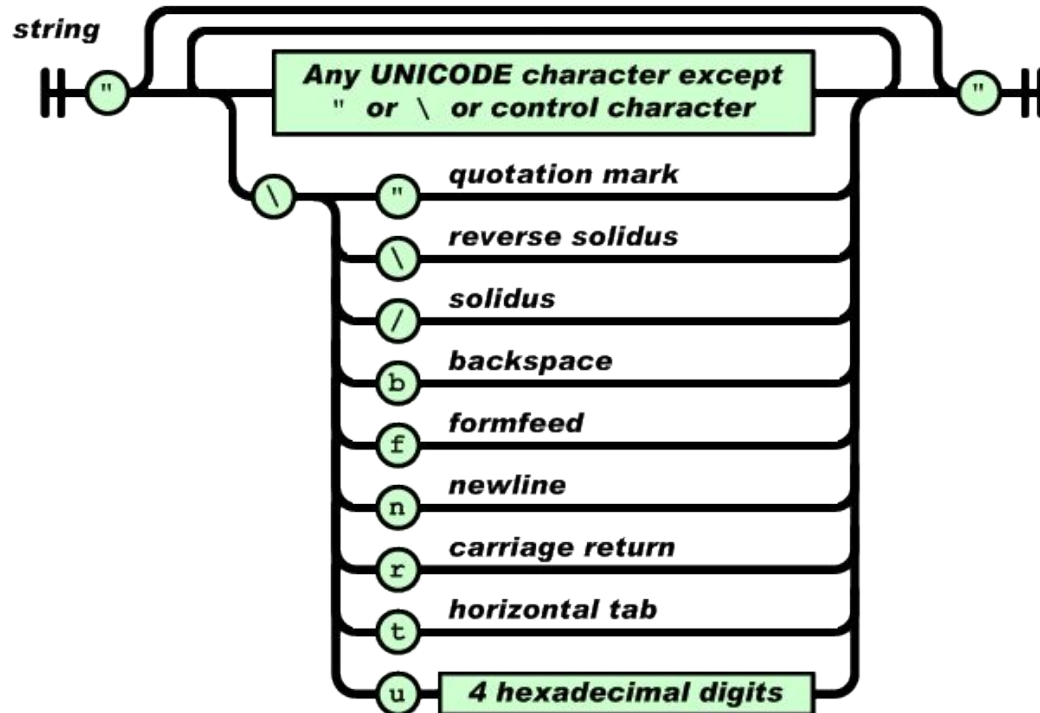 string
"
Any UNICODE character except
" or \ or control character
"
\
" quotation mark
\ reverse solidus
/ solidus
b backspace
f formfeed
n newline
r carriage return
t horizontal tab
u 4 hexadecimal digits